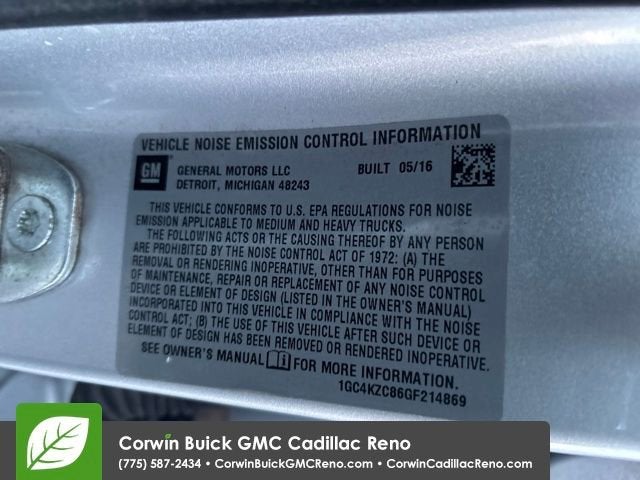 VEHICLE NOISE EMISSION CONTROL INFORMATION
GM
GENERAL MOTORS LLC BUILT 05/16
DETROIT, MICHIGAN 48243
THIS VEHICLE CONFORMS TO U.S. EPA REGULATIONS FOR NOISE
EMISSION APPLICABLE TO MEDIUM AND HEAVY TRUCKS.
THE FOLLOWING ACTS OR THE CAUSING THEREOF BY ANY PERSON
ARE PROHIBITED BY THE NOISE CONTROL ACT OF 1972: (A) THE
REMOVAL OR RENDERING INOPERATIVE, OTHER THAN FOR PURPOSES
OF MAINTENANCE, REPAIR OR REPLACEMENT OF ANY NOISE CONTROL
DEVICE OR ELEMENT OF DESIGN (LISTED IN THE OWNER'S MANUAL)
INCORPORATED INTO THIS VEHICLE IN COMPLIANCE WITH THE NOISE
CONTROL ACT; (B) THE USE OF THIS VEHICLE AFTER SUCH DEVICE OR
ELEMENT OF DESIGN HAS BEEN REMOVED OR RENDERED INOPERATIVE.
SEE OWNER'S MANUAL FOR MORE INFORMATION.
1GC4KZC86GF214869
Corwin Buick GMC Cadillac Reno
(775) 587-2434 • CorwinBuickGMCReno.com • CorwinCadillacReno.com